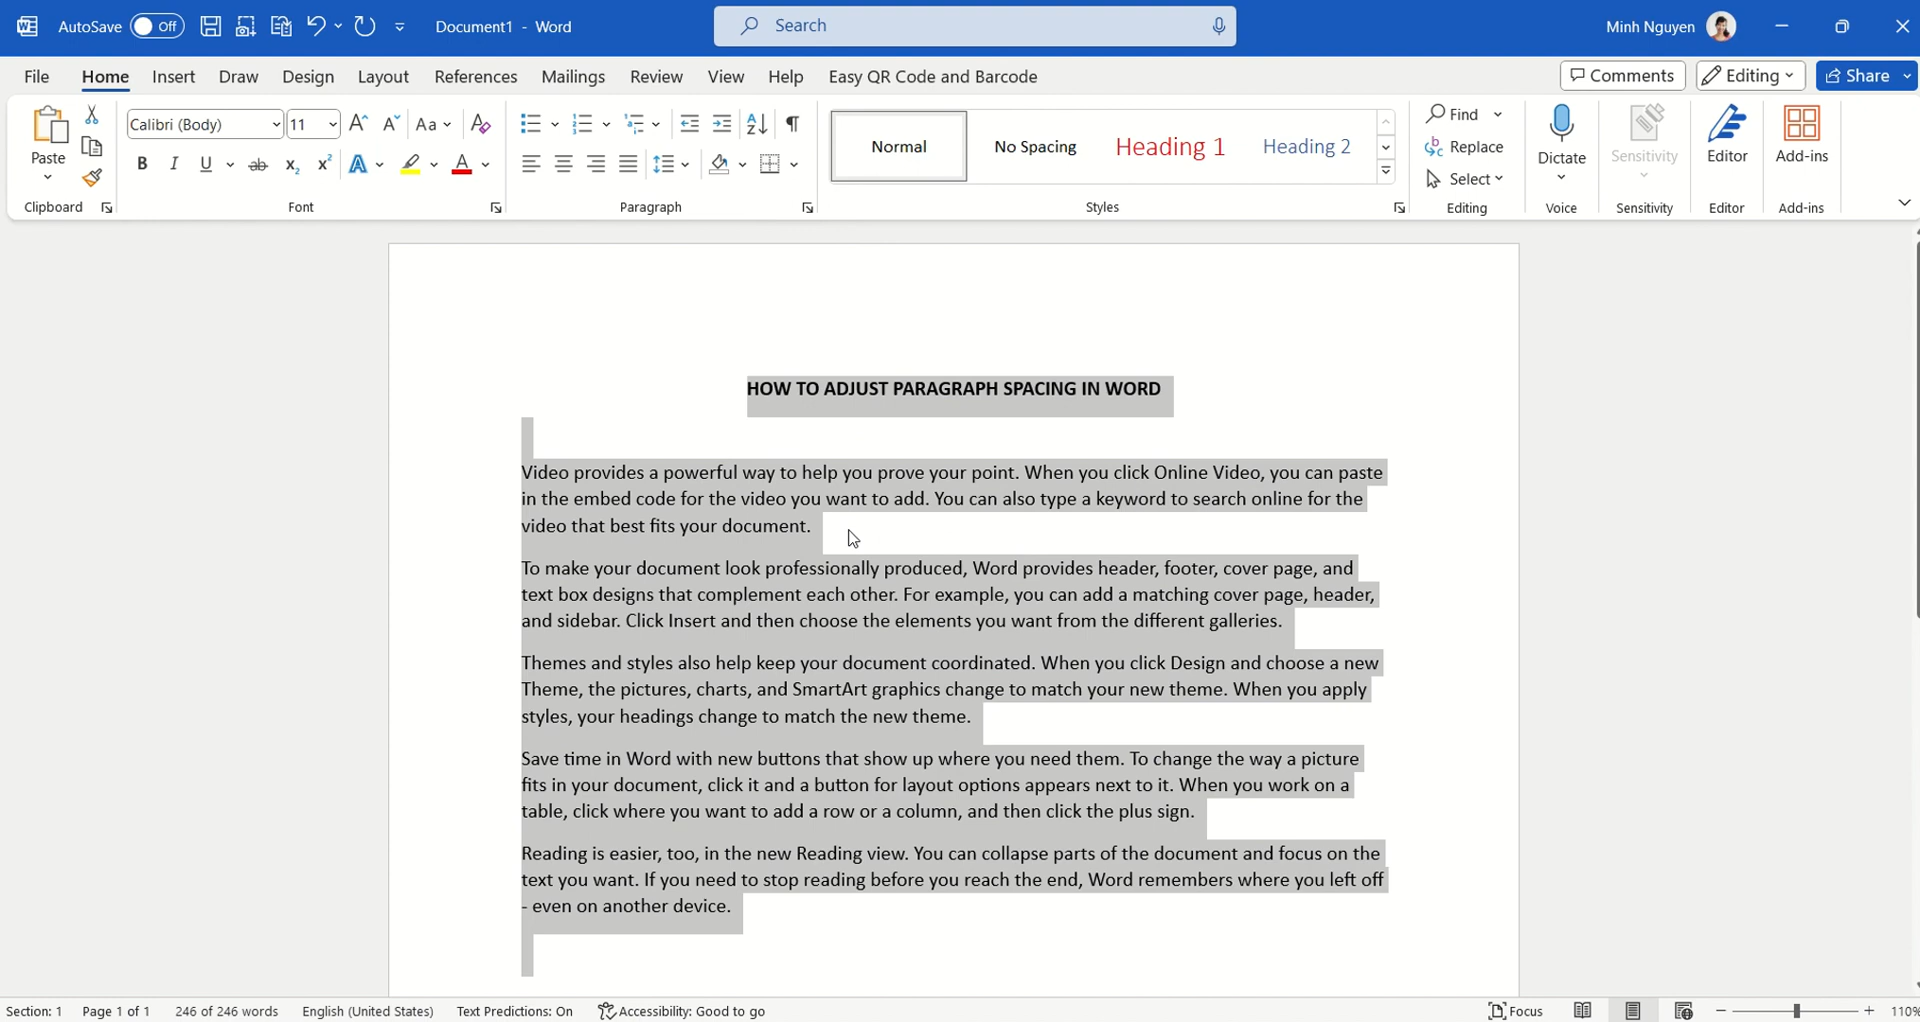 AutoSave Off Document1 - Word Search Minh Nguyen
File Home Insert Draw Design Layout References Mailings Review View Help Easy QR Code and Barcode Comments Editing Share
Paste Calibri (Body) 11 Aa Normal No Spacing Heading 1 Heading 2 Find Replace Select Dictate Sensitivity Editor Add-ins
Clipboard Font Paragraph Styles Editing Voice Sensitivity Editor Add-ins
HOW TO ADJUST PARAGRAPH SPACING IN WORD
Video provides a powerful way to help you prove your point. When you click Online Video, you can paste
in the embed code for the video you want to add. You can also type a keyword to search online for the
video that best fits your document.
To make your document look professionally produced, Word provides header, footer, cover page, and
text box designs that complement each other. For example, you can add a matching cover page, header,
and sidebar. Click Insert and then choose the elements you want from the different galleries.
Themes and styles also help keep your document coordinated. When you click Design and choose a new
Theme, the pictures, charts, and SmartArt graphics change to match your new theme. When you apply
styles, your headings change to match the new theme.
Save time in Word with new buttons that show up where you need them. To change the way a picture
fits in your document, click it and a button for layout options appears next to it. When you work on a
table, click where you want to add a row or a column, and then click the plus sign.
Reading is easier, too, in the new Reading view. You can collapse parts of the document and focus on the
text you want. If you need to stop reading before you reach the end, Word remembers where you left off
- even on another device.
Section: 1 Page 1 of 1 246 of 246 words English (United States) Text Predictions: On Accessibility: Good to go Focus 110%